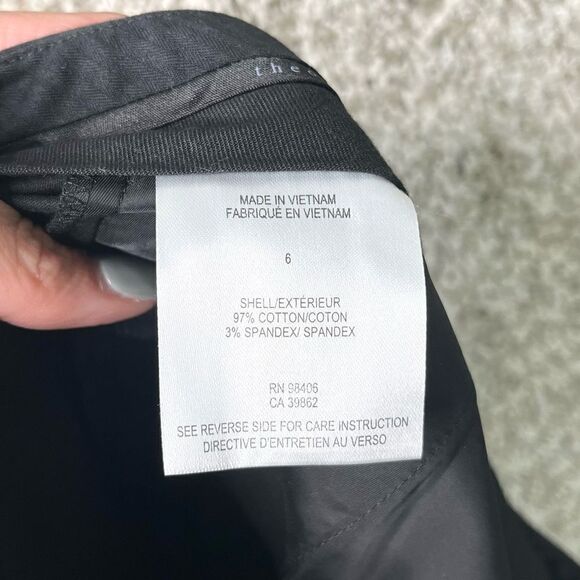 MADE IN VIETNAM
FABRIQUÉ EN VIETNAM
6
SHELL/EXTÉRIEUR
97% COTTON/COTON
3% SPANDEX/ SPANDEX
RN 98406
CA 39862
SEE REVERSE SIDE FOR CARE INSTRUCTION
DIRECTIVE D'ENTRETIEN AU VERSO